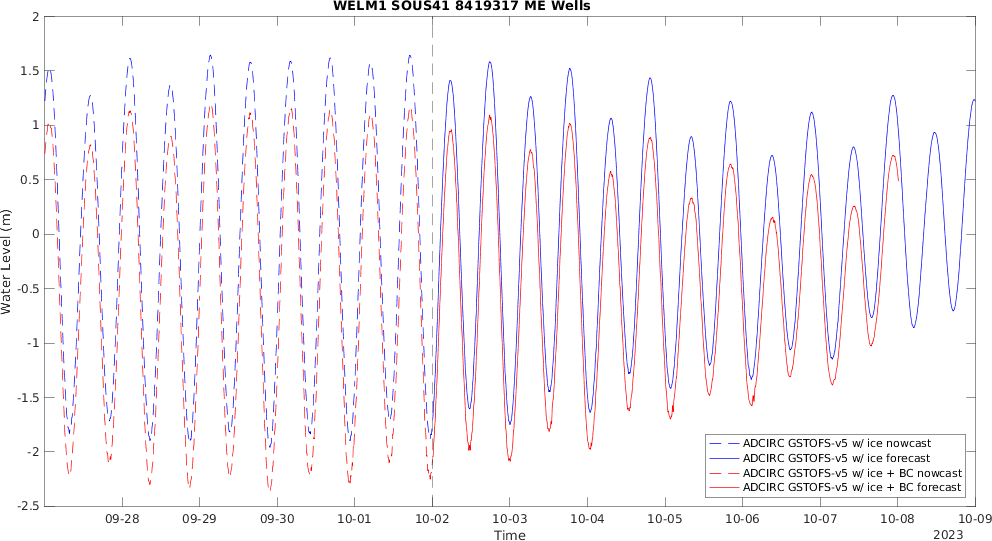 WELM1 SOUS41 8419317 ME Wells
2
1.5
1
0.5
0
-0.5
-1
-1.5
-2
-2.5
Water Level (m)
ADCIRC GSTOFS-v5 w/ ice nowcast
ADCIRC GSTOFS-v5 w/ ice forecast
ADCIRC GSTOFS-v5 w/ ice + BC nowcast
ADCIRC GSTOFS-v5 w/ ice + BC forecast
09-28 09-29 09-30 10-01 10-02 10-03 10-04 10-05 10-06 10-07 10-08 10-09
Time
2023